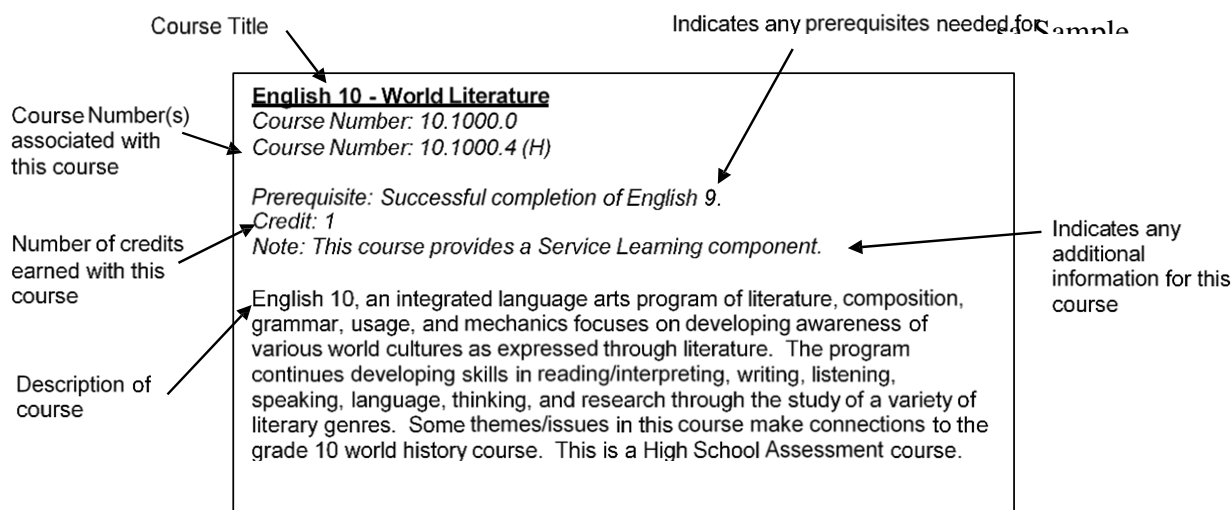 Course Title
Indicates any prerequisites needed for
Sample
English 10 - World Literature
Course Number: 10.1000.0
Course Number: 10.1000.4 (H)
Course Number(s)
associated with
this course
Prerequisite: Successful completion of English 9.
Credit: 1
Note: This course provides a Service Learning component.
Number of credits
earned with this
course
Indicates any
additional
information for this
course
English 10, an integrated language arts program of literature, composition,
grammar, usage, and mechanics focuses on developing awareness of
various world cultures as expressed through literature. The program
continues developing skills in reading/interpreting, writing, listening,
speaking, language, thinking, and research through the study of a variety of
literary genres. Some themes/issues in this course make connections to the
grade 10 world history course. This is a High School Assessment course.
Description of
course